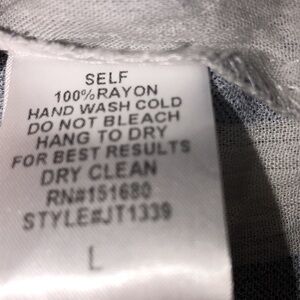 SELF
100%RAYON
HAND WASH COLD
DO NOT BLEACH
HANG TO DRY
FOR BEST RESULTS
DRY CLEAN
RN#151680
STYLE#JT1339
L